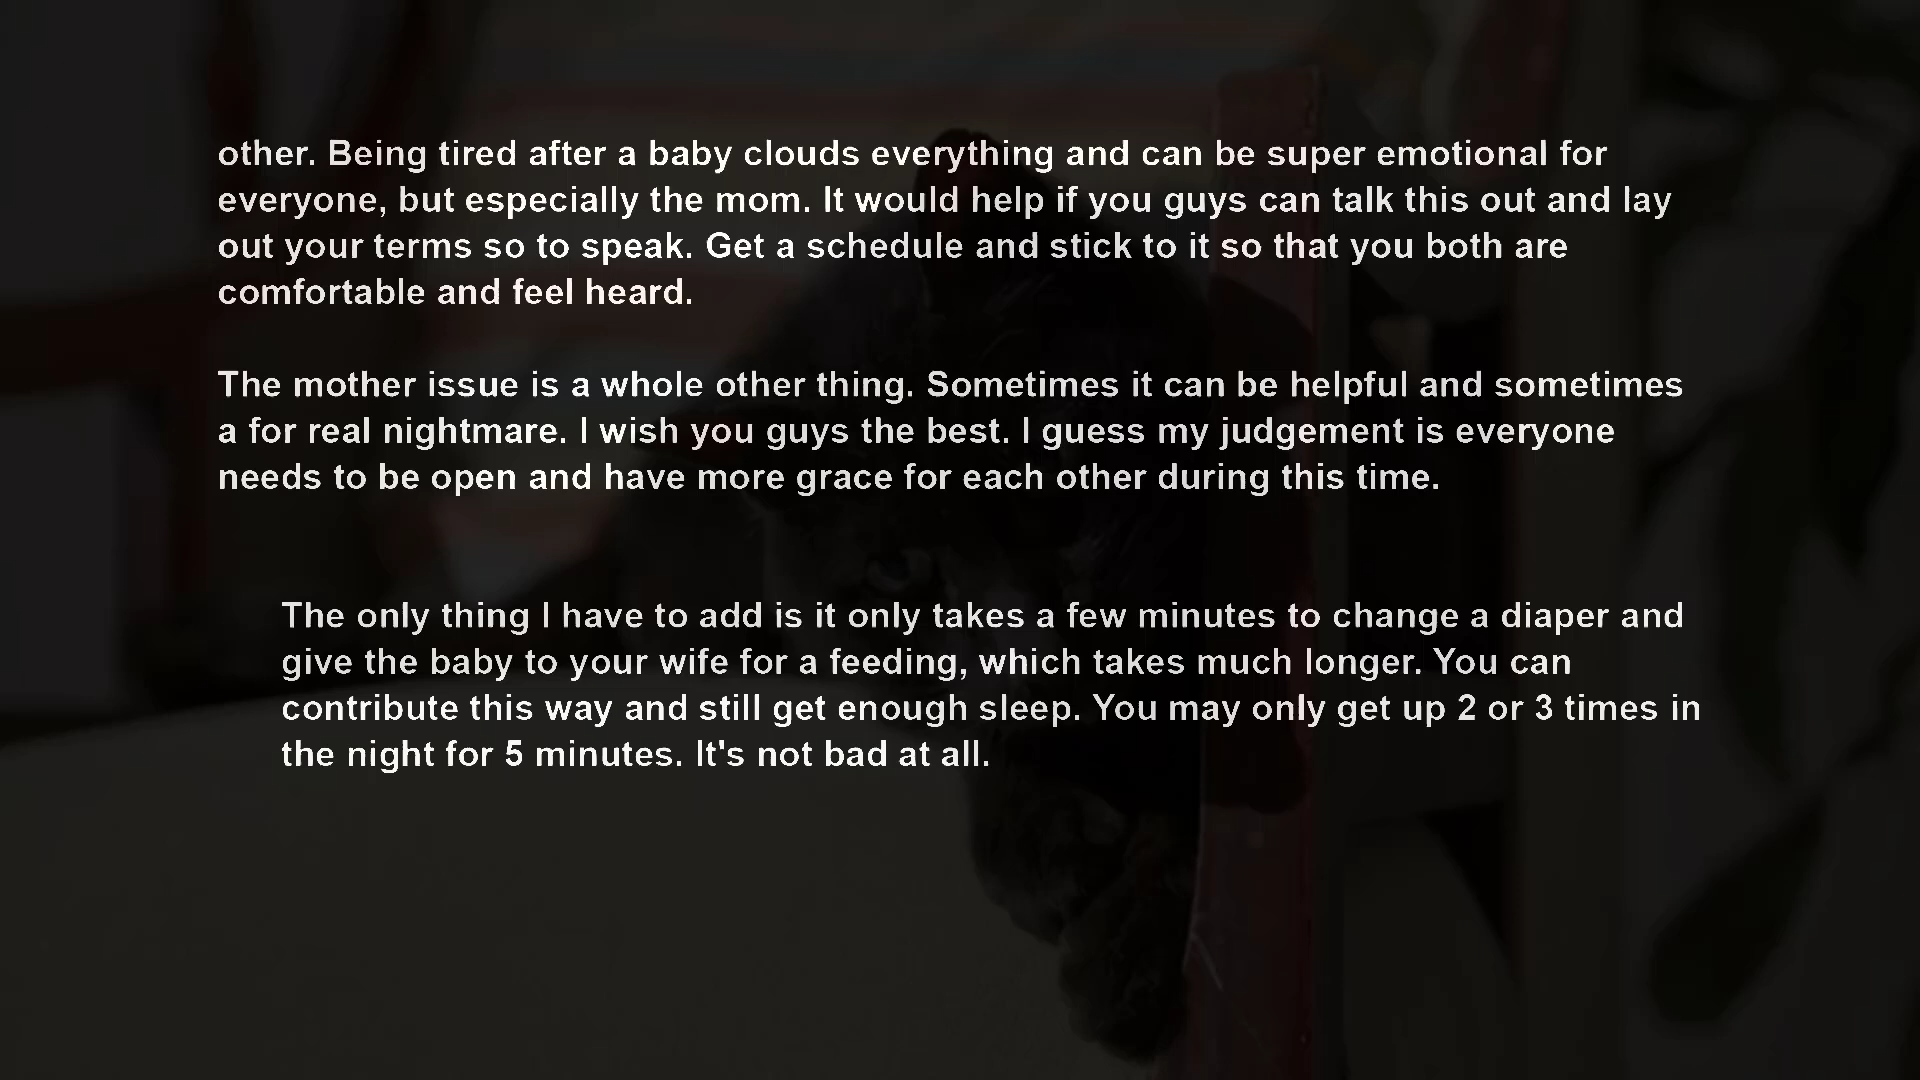 other. Being tired after a baby clouds everything and can be super emotional for
everyone, but especially the mom. It would help if you guys can talk this out and lay
out your terms so to speak. Get a schedule and stick to it so that you both are
comfortable and feel heard.
The mother issue is a whole other thing. Sometimes it can be helpful and sometimes
a for real nightmare. I wish you guys the best. I guess my judgement is everyone
needs to be open and have more grace for each other during this time.
The only thing I have to add is it only takes a few minutes to change a diaper and
give the baby to your wife for a feeding, which takes much longer. You can
contribute this way and still get enough sleep. You may only get up 2 or 3 times in
the night for 5 minutes. It's not bad at all.